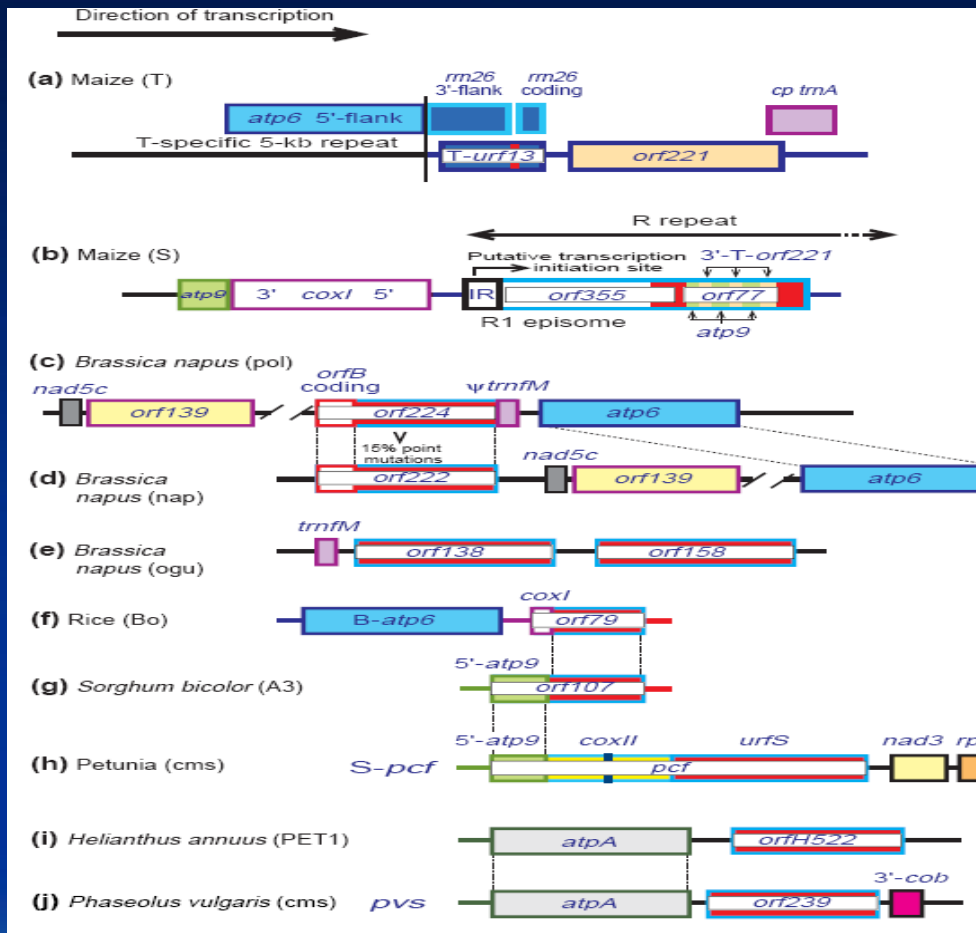 Direction of transcription
(a) Maize (T)
rrn26 3'-flank
rrn26 coding
cp trnA
atp6 5'-flank
T-specific 5-kb repeat
T-urf13
orf221
R repeat
(b) Maize (S)
Putative transcription initiation site
3'-T-orf221
atp9
3' coxI 5'
IR
orf355
orf77
R1 episome
atp9
(c) Brassica napus (pol)
orfB coding
nad5c
ψtrnfM
orf139
orf224
atp6
15% point mutations
nad5c
(d) Brassica napus (nap)
orf222
orf139
atp6
trnfM
(e) Brassica napus (ogu)
orf138
orf158
coxI
(f) Rice (Bo)
B-atp6
orf79
5'-atp9
(g) Sorghum bicolor (A3)
orf107
5'-atp9
coxII
urfS
nad3
rp
(h) Petunia (cms)
S-pcf
pcf
(i) Helianthus annuus (PET1)
atpA
orfH522
3'-cob
(j) Phaseolus vulgaris (cms)
pvs
atpA
orf239